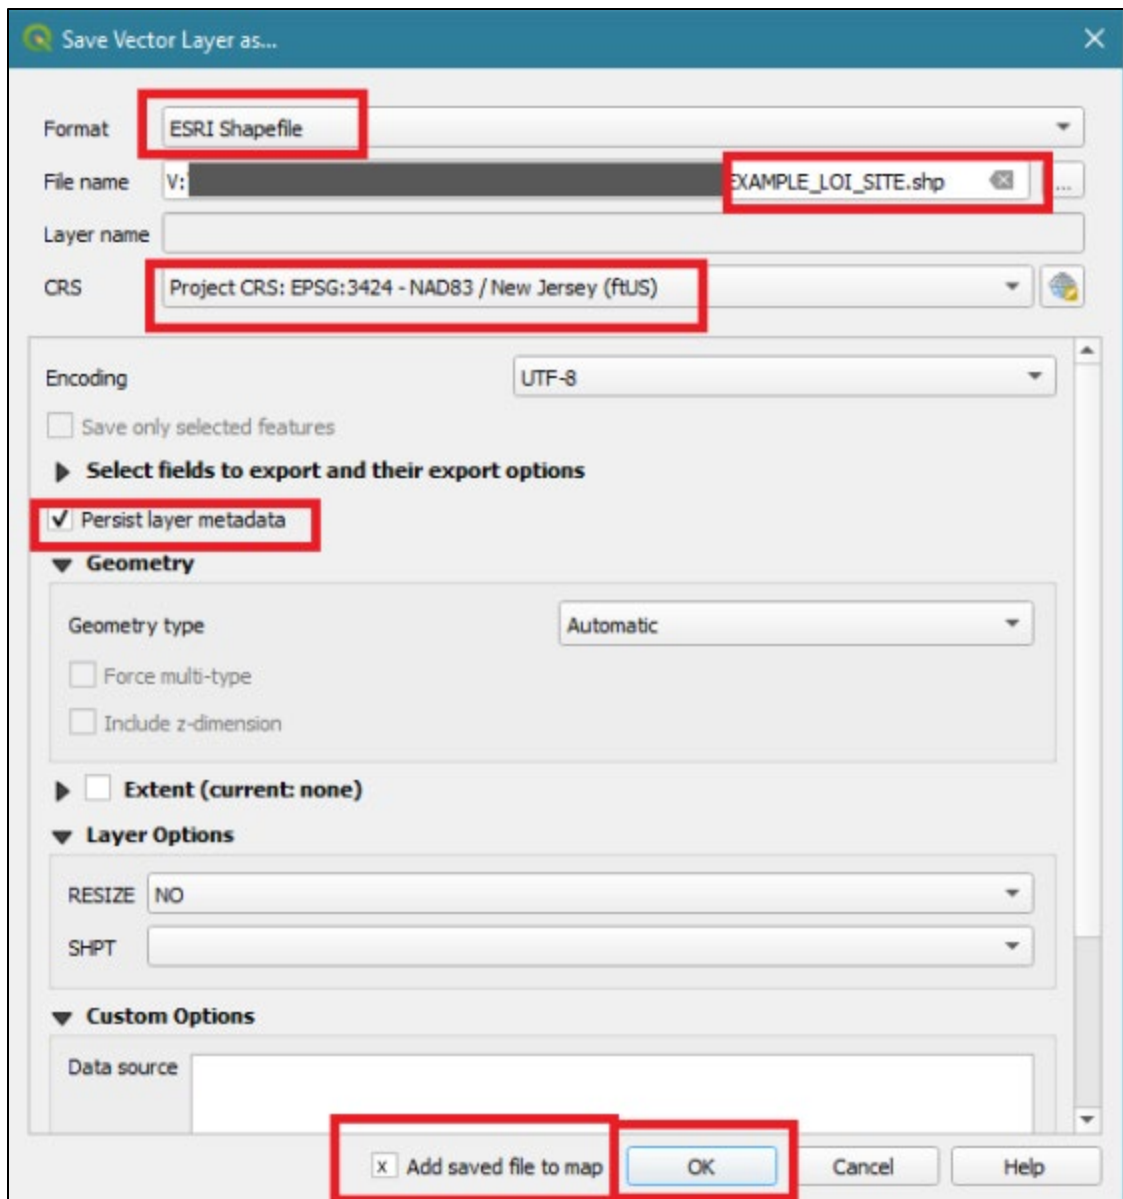 Save Vector Layer as...
Format ESRI Shapefile
File name V: EXAMPLE_LOI_SITE.shp ...
Layer name
CRS Project CRS: EPSG:3424 - NAD83 / New Jersey (ftUS)
Encoding UTF-8
Save only selected features
Select fields to export and their export options
Persist layer metadata
Geometry
Geometry type Automatic
Force multi-type
Include z-dimension
Extent (current: none)
Layer Options
RESIZE NO
SHPT
Custom Options
Data source
x Add saved file to map OK Cancel Help